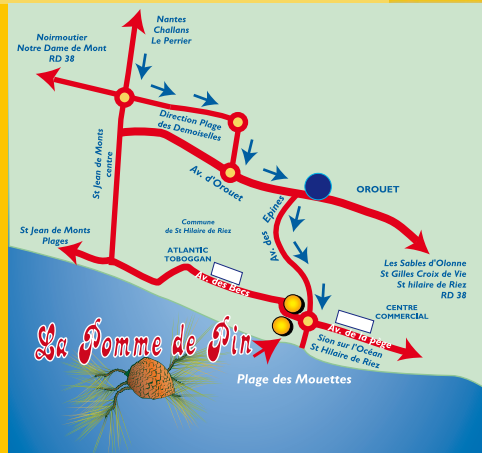 Nantes
Challans
Le Perrier
Noirmoutier
Notre Dame de Mont
RD 38
Direction Plage
des Demoiselles
St Jean de Monts
centre
Av. d'Orouet
OROUET
Av. des Epines
Commune
de St Hilaire de Riez
St Jean de Monts
Plages
ATLANTIC
TOBOGGAN
Av. des Becs
Les Sables d'Olonne
St Gilles Croix de Vie
St hilaire de Riez
RD 38
CENTRE
COMMERCIAL
Av. de la pège
Sion sur l'Océan
St Hilaire de Riez
La Pomme de Pin
Plage des Mouettes